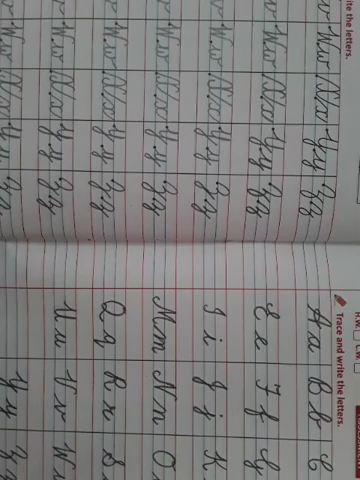 ite the letters.
Ww Xx Yy Zz
Ww Xx Yy Zz
Ww Xx Yy Zz
Ww Xx Yy Zz
Ww Xx Yy Zz
Ww Xx Yy Zz
H.W. C.W.
Trace and write the letters.
Aa Bb C
Ee Ff G
Ii Jj K
Mm Nn O
Qq Rr S
Uu Vv W
Yy Z